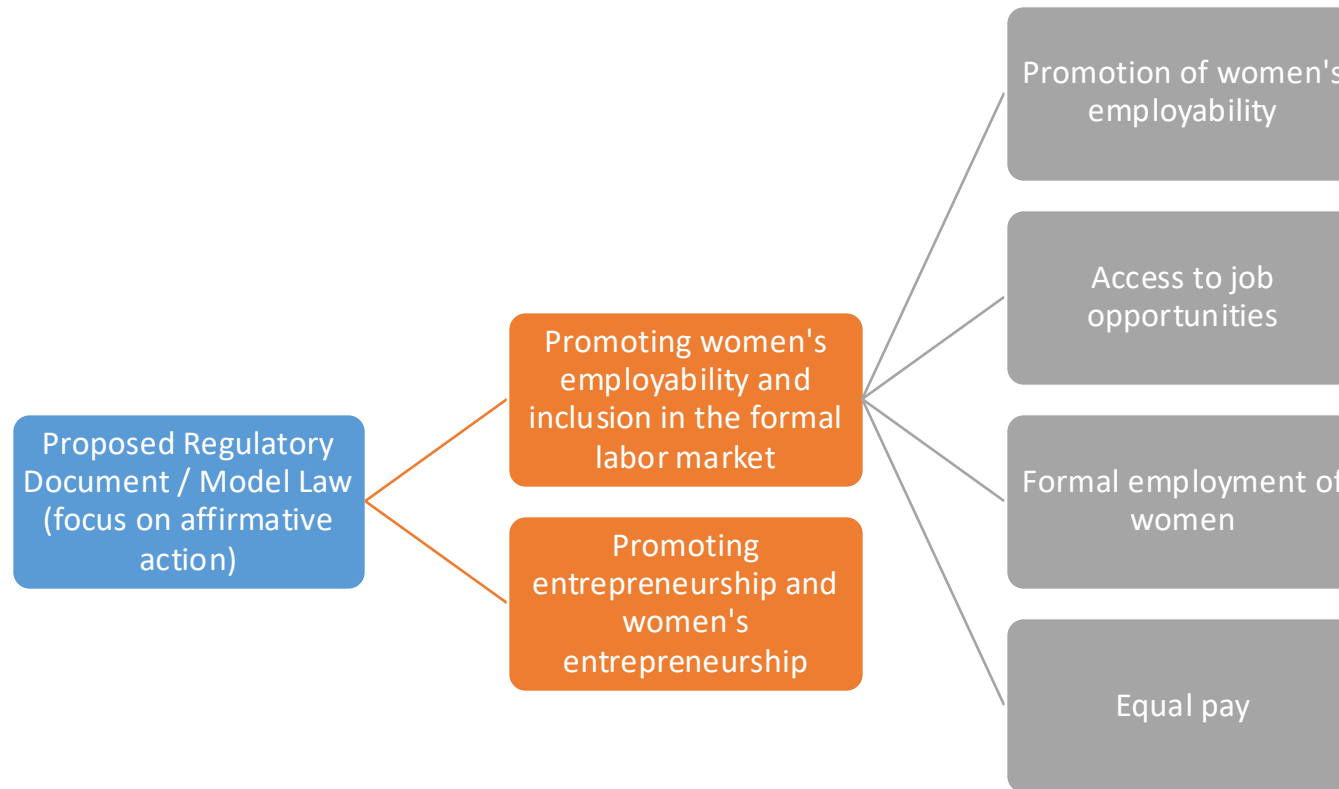 Promotion of women's
employability
Access to job
opportunities
Promoting women's
employability and
inclusion in the formal
labor market
Proposed Regulatory
Document / Model Law
(focus on affirmative
action)
Formal employment of
women
Promoting
entrepreneurship and
women's
entrepreneurship
Equal pay